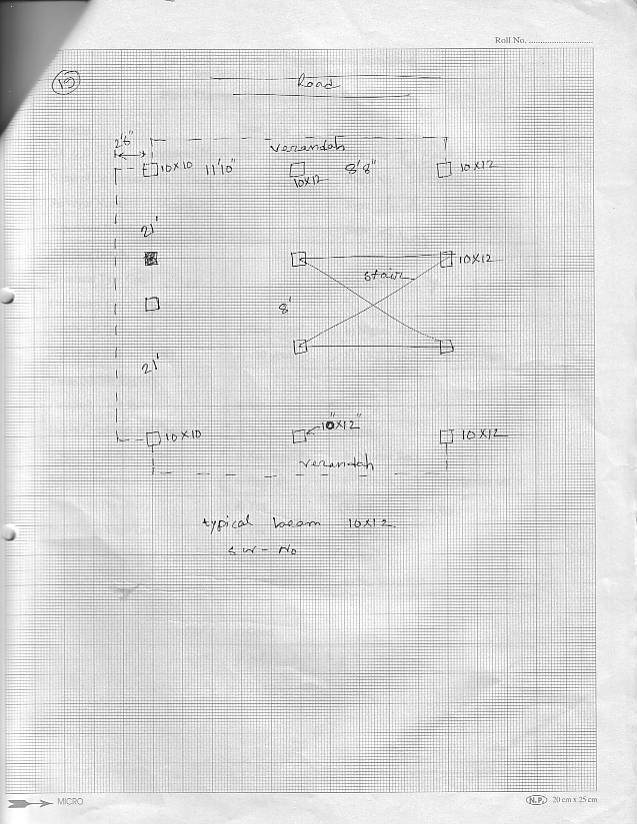 Roll No.
15
Road
2'6"
verandah
10X10 11'10" 10X12 8'8" 10X12
21'
10X12
stair
8'
21'
10X10 10"X12" 10X12
verandah
typical beam 10X12.
SW - No
MICRO N.P. 20 cm x 25 cm